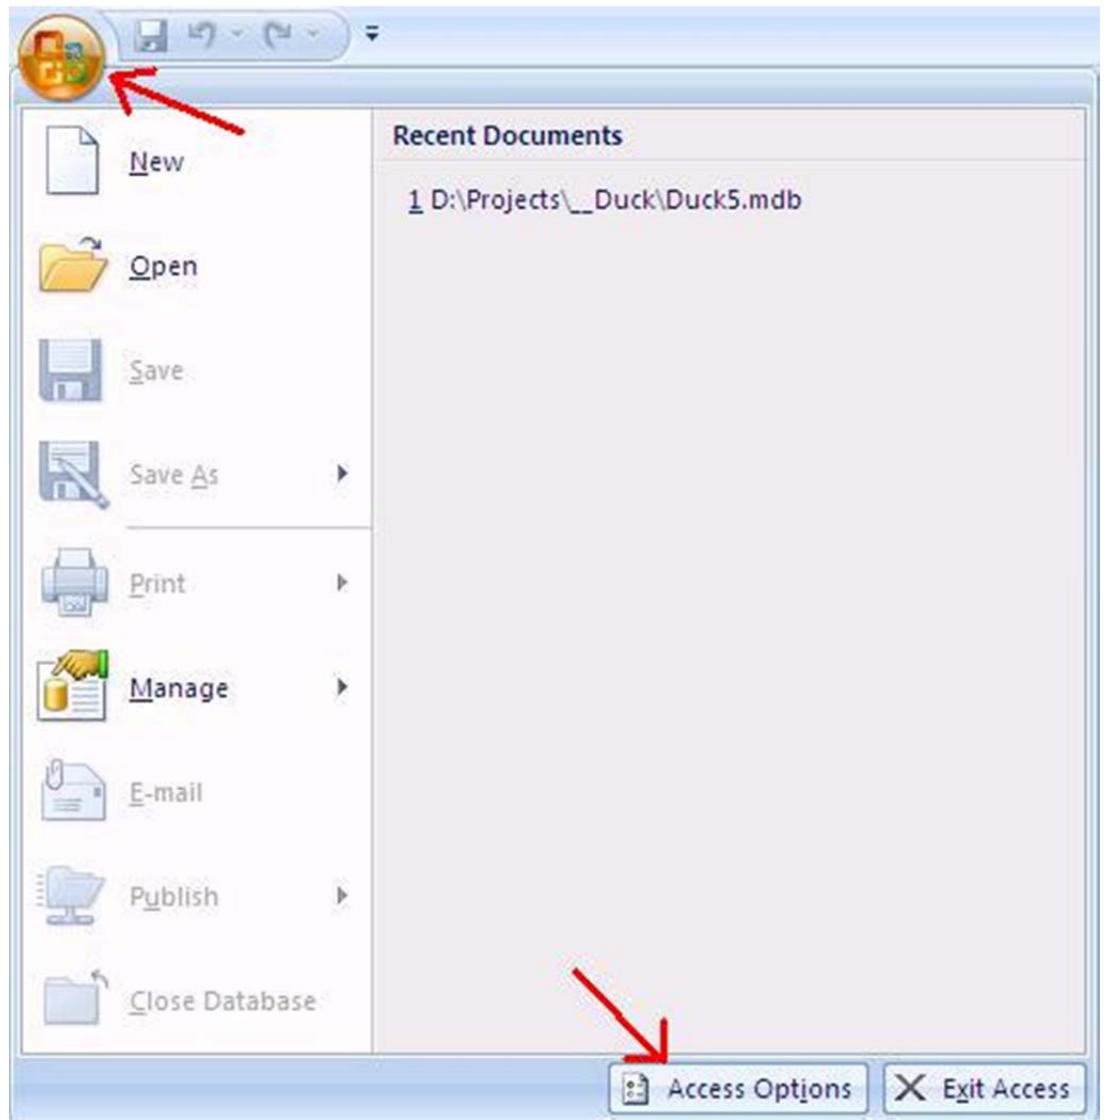 New
Open
Save
Save As
Print
Manage
E-mail
Publish
Close Database
Recent Documents
1 D:\Projects\__Duck\Duck5.mdb
Access Options
Exit Access